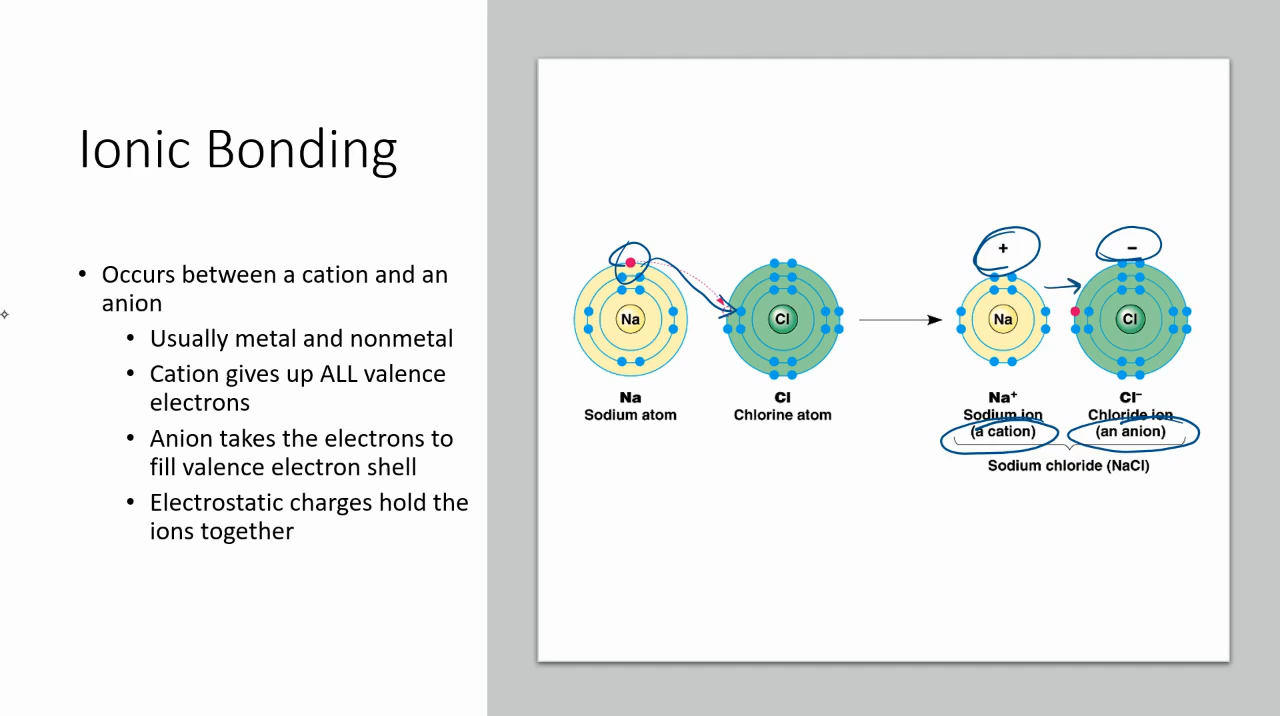 Ionic Bonding
• Occurs between a cation and an
anion
• Usually metal and nonmetal
• Cation gives up ALL valence
electrons
• Anion takes the electrons to
fill valence electron shell
• Electrostatic charges hold the
ions together
+ −
Na Cl Na Cl
Na Cl Na⁺ Cl⁻
Sodium atom Chlorine atom Sodium ion Chloride ion
(a cation) (an anion)
Sodium chloride (NaCl)